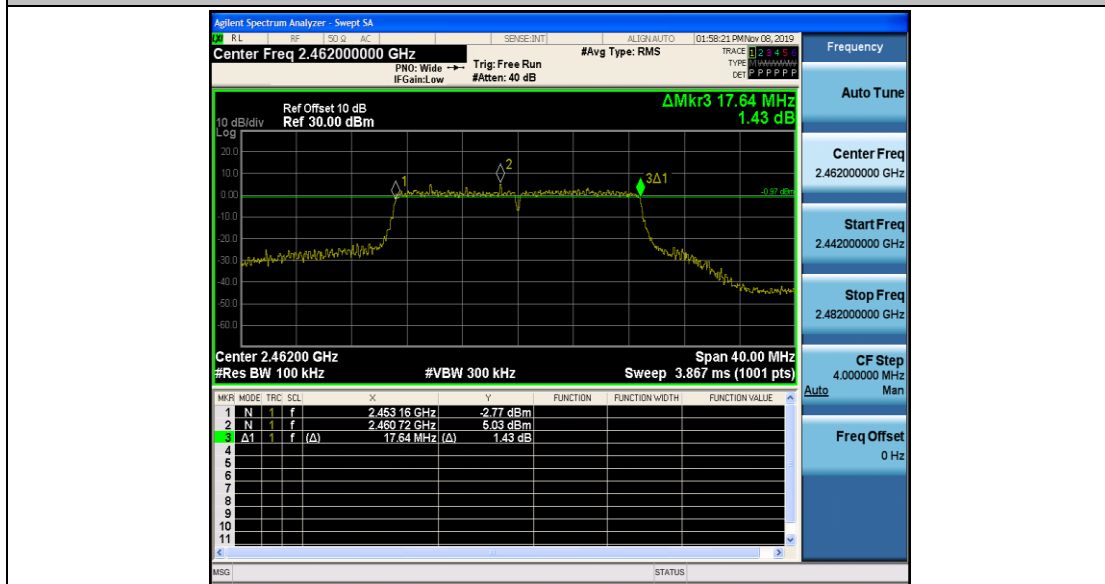 Agilent Spectrum Analyzer - Swept SA
RL RF 50 Ω AC SENSE:INT ALIGN AUTO 01:58:21 PM Nov 08, 2019
Center Freq 2.462000000 GHz
PNO: Wide
IFGain:Low
Trig: Free Run
#Atten: 40 dB
#Avg Type: RMS
TRACE 1 2 3 4 5 6
TYPE M
DET P P P P P P
ΔMkr3 17.64 MHz
1.43 dB
Ref Offset 10 dB
10 dB/div Ref 30.00 dBm
Log
20.0
10.0
0.00
-10.0
-20.0
-30.0
-40.0
-50.0
-60.0
1
2
3Δ1
-0.97 dBm
Center 2.46200 GHz Span 40.00 MHz
#Res BW 100 kHz #VBW 300 kHz Sweep 3.867 ms (1001 pts)
MKR MODE TRC SCL X Y FUNCTION FUNCTION WIDTH FUNCTION VALUE
1 N 1 f 2.453 16 GHz -2.77 dBm
2 N 1 f 2.460 72 GHz 5.03 dBm
3 Δ1 1 f (Δ) 17.64 MHz (Δ) 1.43 dB
4
5
6
7
8
9
10
11
MSG STATUS
Frequency
Auto Tune
Center Freq
2.462000000 GHz
Start Freq
2.442000000 GHz
Stop Freq
2.482000000 GHz
CF Step
4.000000 MHz
Auto Man
Freq Offset
0 Hz